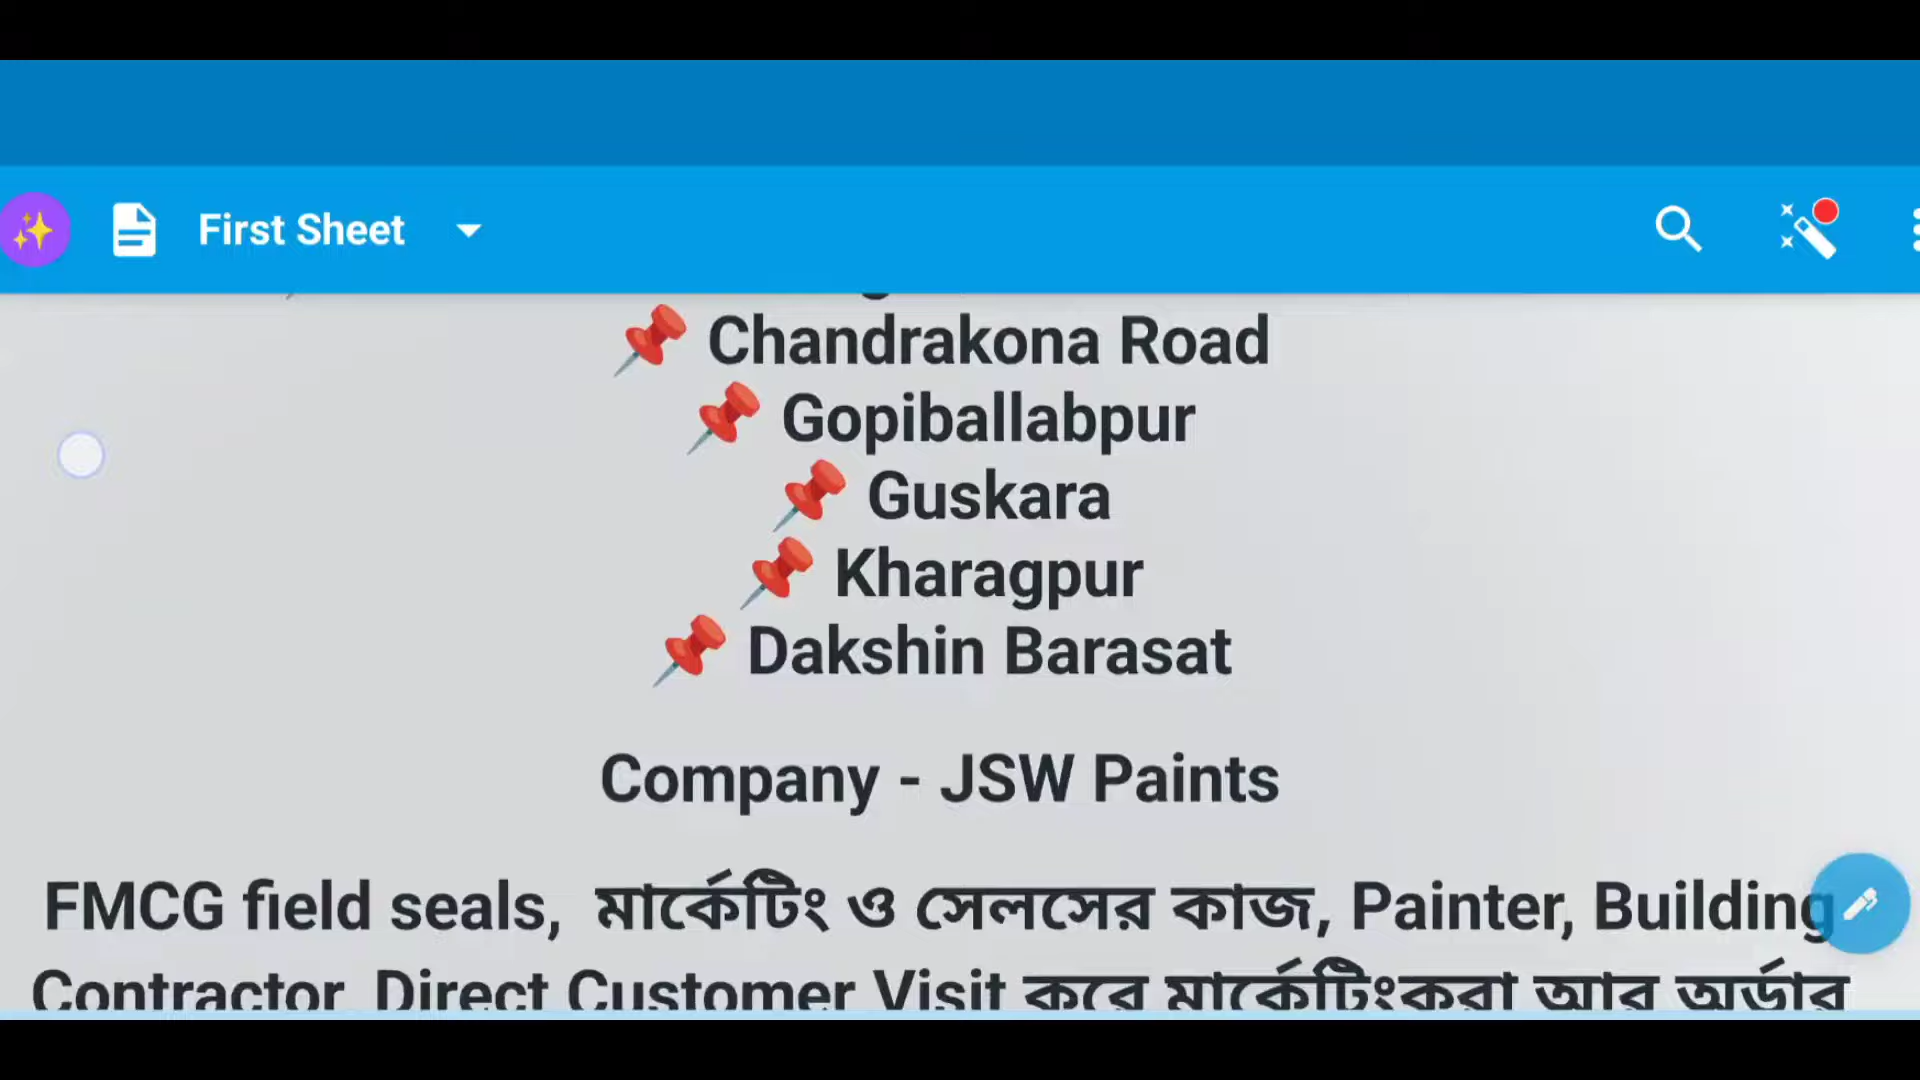 First Sheet
Chandrakona Road
Gopiballabpur
Guskara
Kharagpur
Dakshin Barasat
Company - JSW Paints
FMCG field seals, মার্কেটিং ও সেলসের কাজ, Painter, Building
Contractor Direct Customer Visit করে মার্কেটিংকরা আর অর্ডার